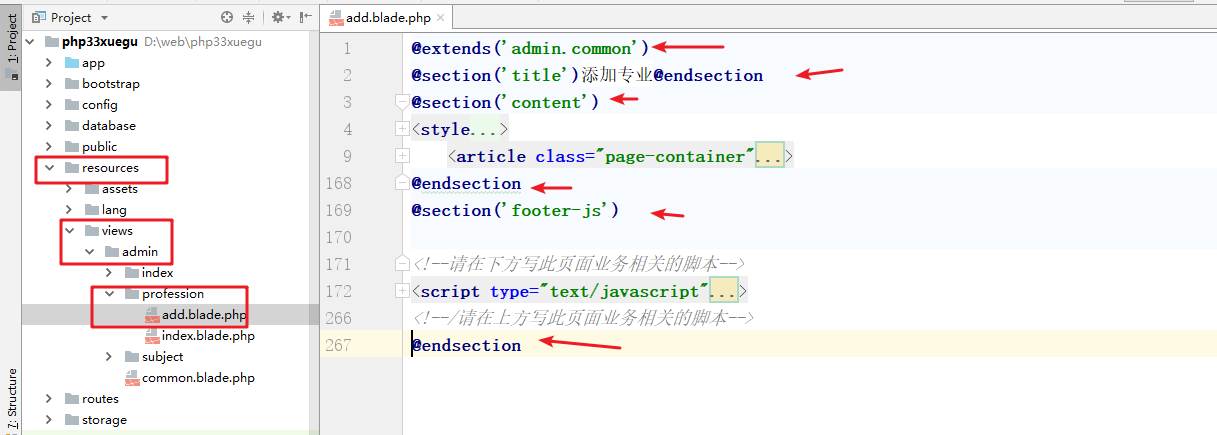 1: Project
7: Structure
Project
php33xuegu D:\web\php33xuegu
app
bootstrap
config
database
public
resources
assets
lang
views
admin
index
profession
add.blade.php
index.blade.php
subject
common.blade.php
routes
storage
add.blade.php
1 @extends('admin.common')
2 @section('title')添加专业@endsection
3 @section('content')
4 <style...>
9 <article class="page-container"...>
168 @endsection
169 @section('footer-js')
170
171 <!--请在下方写此页面业务相关的脚本-->
172 <script type="text/javascript"...>
266 <!--/请在上方写此页面业务相关的脚本-->
267 @endsection